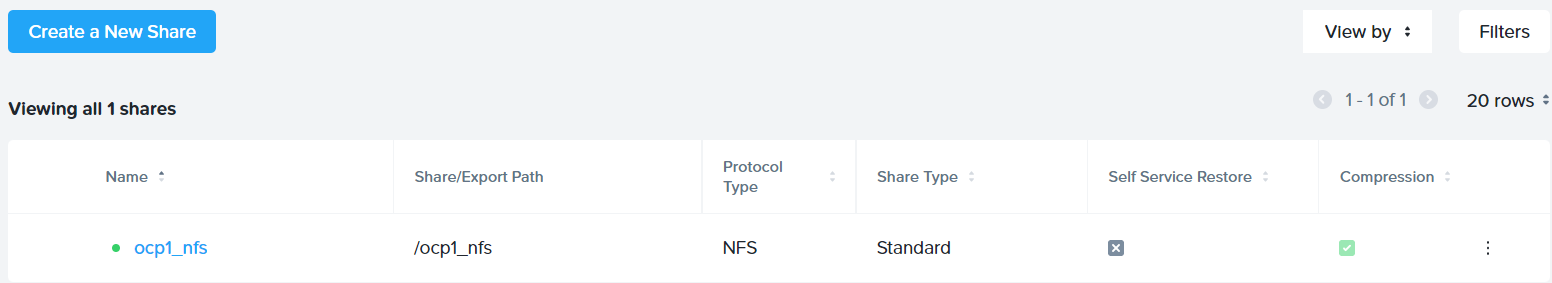 Create a New Share
View by
Filters
Viewing all 1 shares
1 - 1 of 1
20 rows
Name
Share/Export Path
Protocol
Type
Share Type
Self Service Restore
Compression
ocp1_nfs
/ocp1_nfs
NFS
Standard